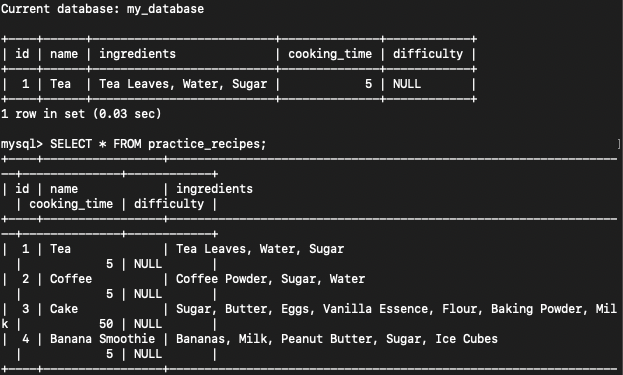 Current database: my_database
+----+------+-------------------------+--------------+------------+
| id | name | ingredients             | cooking_time | difficulty |
+----+------+-------------------------+--------------+------------+
|  1 | Tea  | Tea Leaves, Water, Sugar |            5 | NULL       |
+----+------+-------------------------+--------------+------------+
1 row in set (0.03 sec)
mysql> SELECT * FROM practice_recipes;
+----+-----------------+------------------------------------------------------
--+--------------+------------+
| id | name            | ingredients
  | cooking_time | difficulty |
+----+-----------------+------------------------------------------------------
--+--------------+------------+
|  1 | Tea             | Tea Leaves, Water, Sugar
  |            5 | NULL       |
|  2 | Coffee          | Coffee Powder, Sugar, Water
  |            5 | NULL       |
|  3 | Cake            | Sugar, Butter, Eggs, Vanilla Essence, Flour, Baking Powder, Mil
k |           50 | NULL       |
|  4 | Banana Smoothie | Bananas, Milk, Peanut Butter, Sugar, Ice Cubes
  |            5 | NULL       |
+----+-----------------+------------------------------------------------------